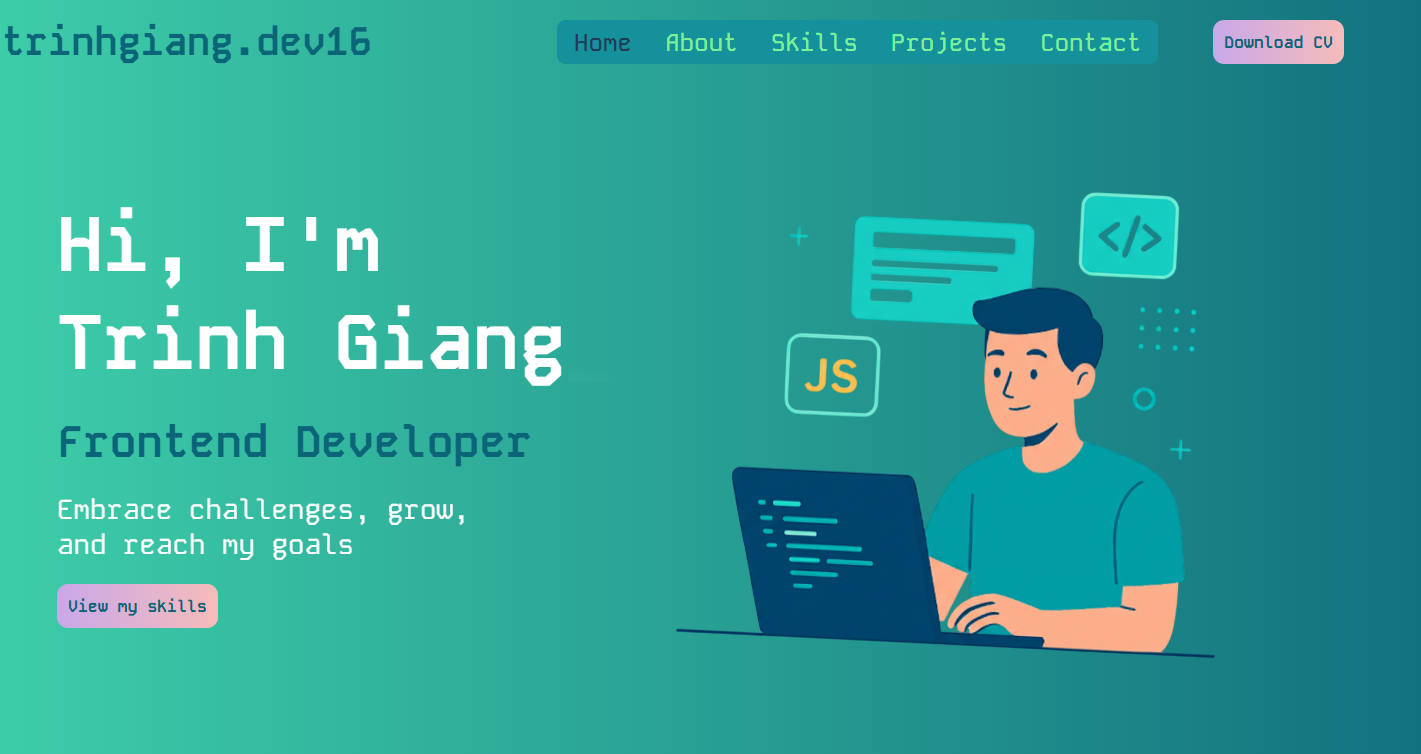 trinhgiang.dev16
Home About Skills Projects Contact
Download CV
Hi, I'm
Trinh Giang
Frontend Developer
Embrace challenges, grow,
and reach my goals
View my skills
</>
JS